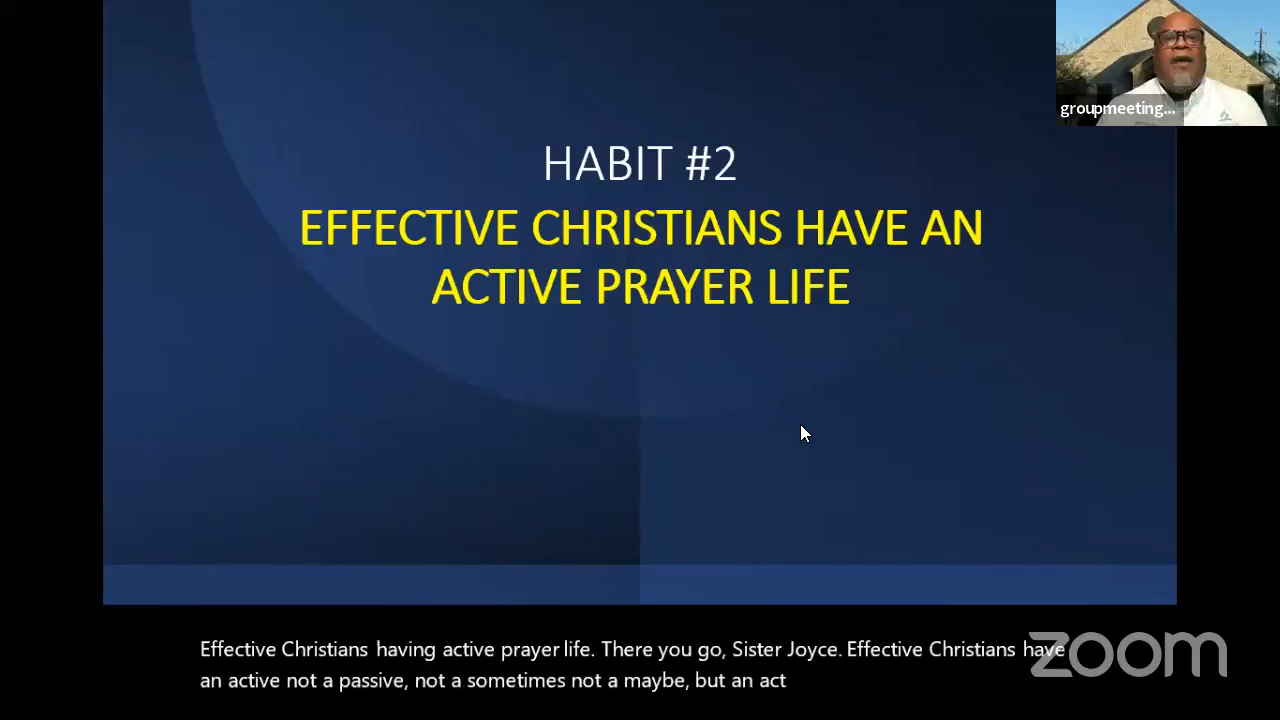 groupmeeting...
HABIT #2
EFFECTIVE CHRISTIANS HAVE AN
ACTIVE PRAYER LIFE
Effective Christians having active prayer life. There you go, Sister Joyce. Effective Christians have
an active not a passive, not a sometimes not a maybe, but an act
zoom